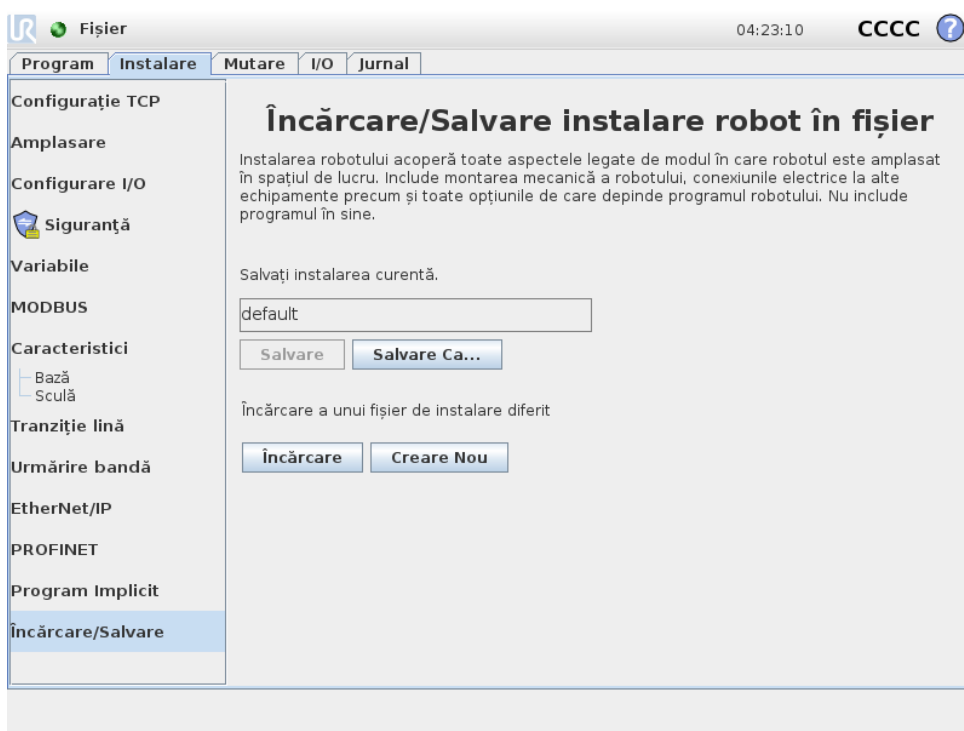 UR Fișier 04:23:10 CCCC ?
Program Instalare Mutare I/O Jurnal
Configurație TCP
Amplasare
Configurare I/O
Siguranţă
Variabile
MODBUS
Caracteristici
Bază
Sculă
Tranziție lină
Urmărire bandă
EtherNet/IP
PROFINET
Program Implicit
Încărcare/Salvare
Încărcare/Salvare instalare robot în fișier
Instalarea robotului acoperă toate aspectele legate de modul în care robotul este amplasat
în spațiul de lucru. Include montarea mecanică a robotului, conexiunile electrice la alte
echipamente precum și toate opțiunile de care depinde programul robotului. Nu include
programul în sine.
Salvați instalarea curentă.
default
Salvare Salvare Ca...
Încărcare a unui fișier de instalare diferit
Încărcare Creare Nou